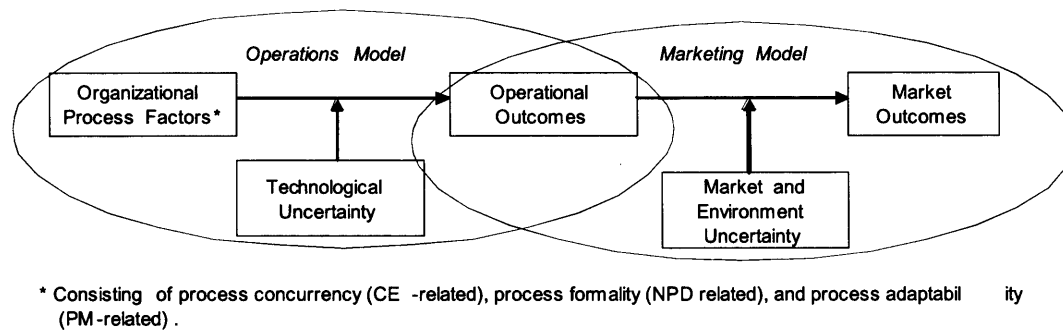 Operations Model
Marketing Model
Organizational
Process Factors*
Operational
Outcomes
Market
Outcomes
Technological
Uncertainty
Market and
Environment
Uncertainty
* Consisting of process concurrency (CE -related), process formality (NPD related), and process adaptabil ity
(PM-related) .